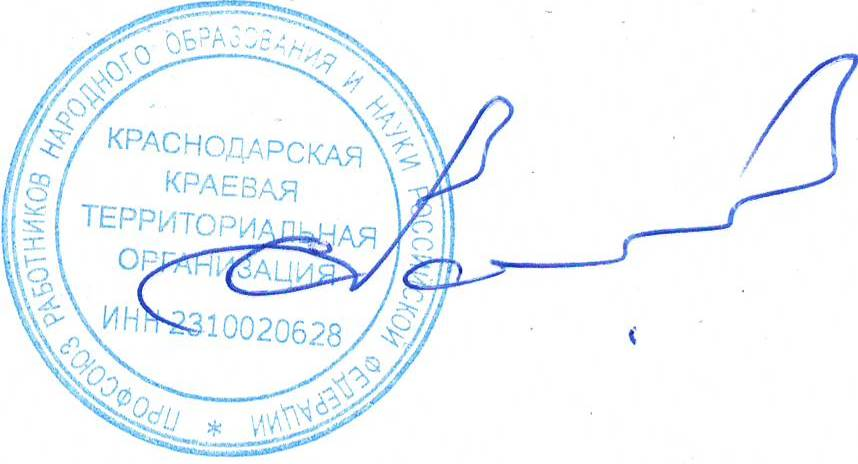 ПРОФСОЮЗ РАБОТНИКОВ НАРОДНОГО ОБРАЗОВАНИЯ И НАУКИ РОССИЙСКОЙ ФЕДЕРАЦИИ *
КРАСНОДАРСКАЯ
КРАЕВАЯ
ТЕРРИТОРИАЛЬНАЯ
ОРГАНИЗАЦИЯ
ИНН 2310020628